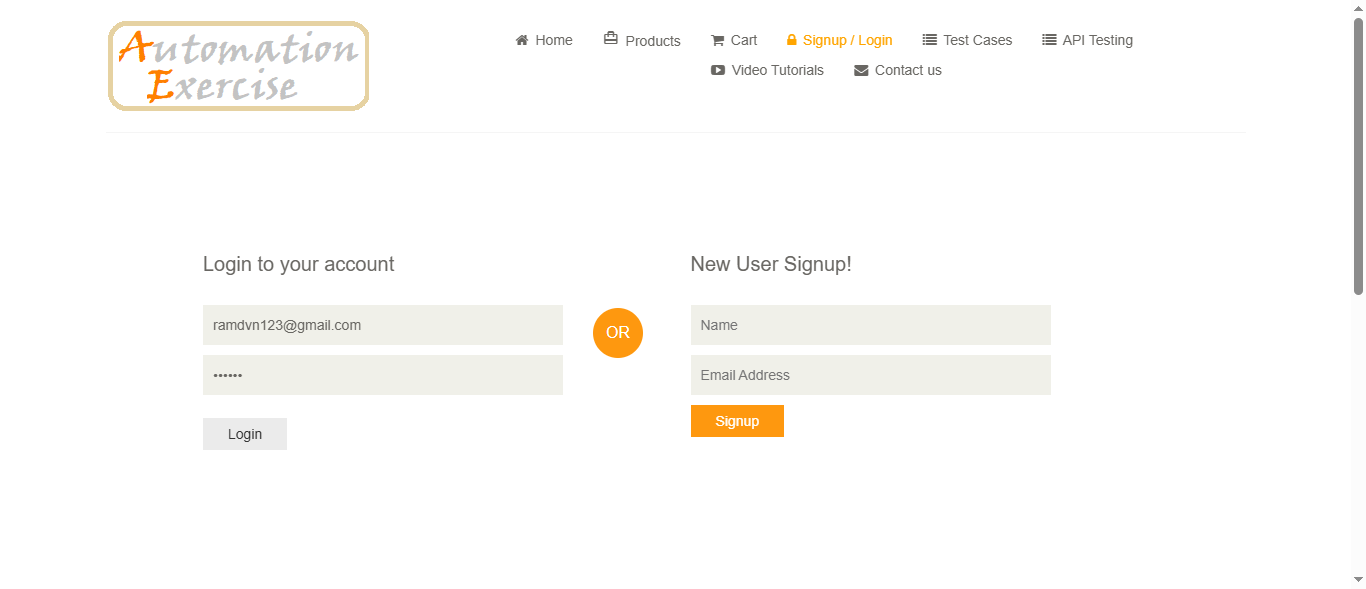 Automation
Exercise
Home Products Cart Signup / Login Test Cases API Testing
Video Tutorials Contact us
Login to your account
ramdvn123@gmail.com
••••••
Login
OR
New User Signup!
Name
Email Address
Signup